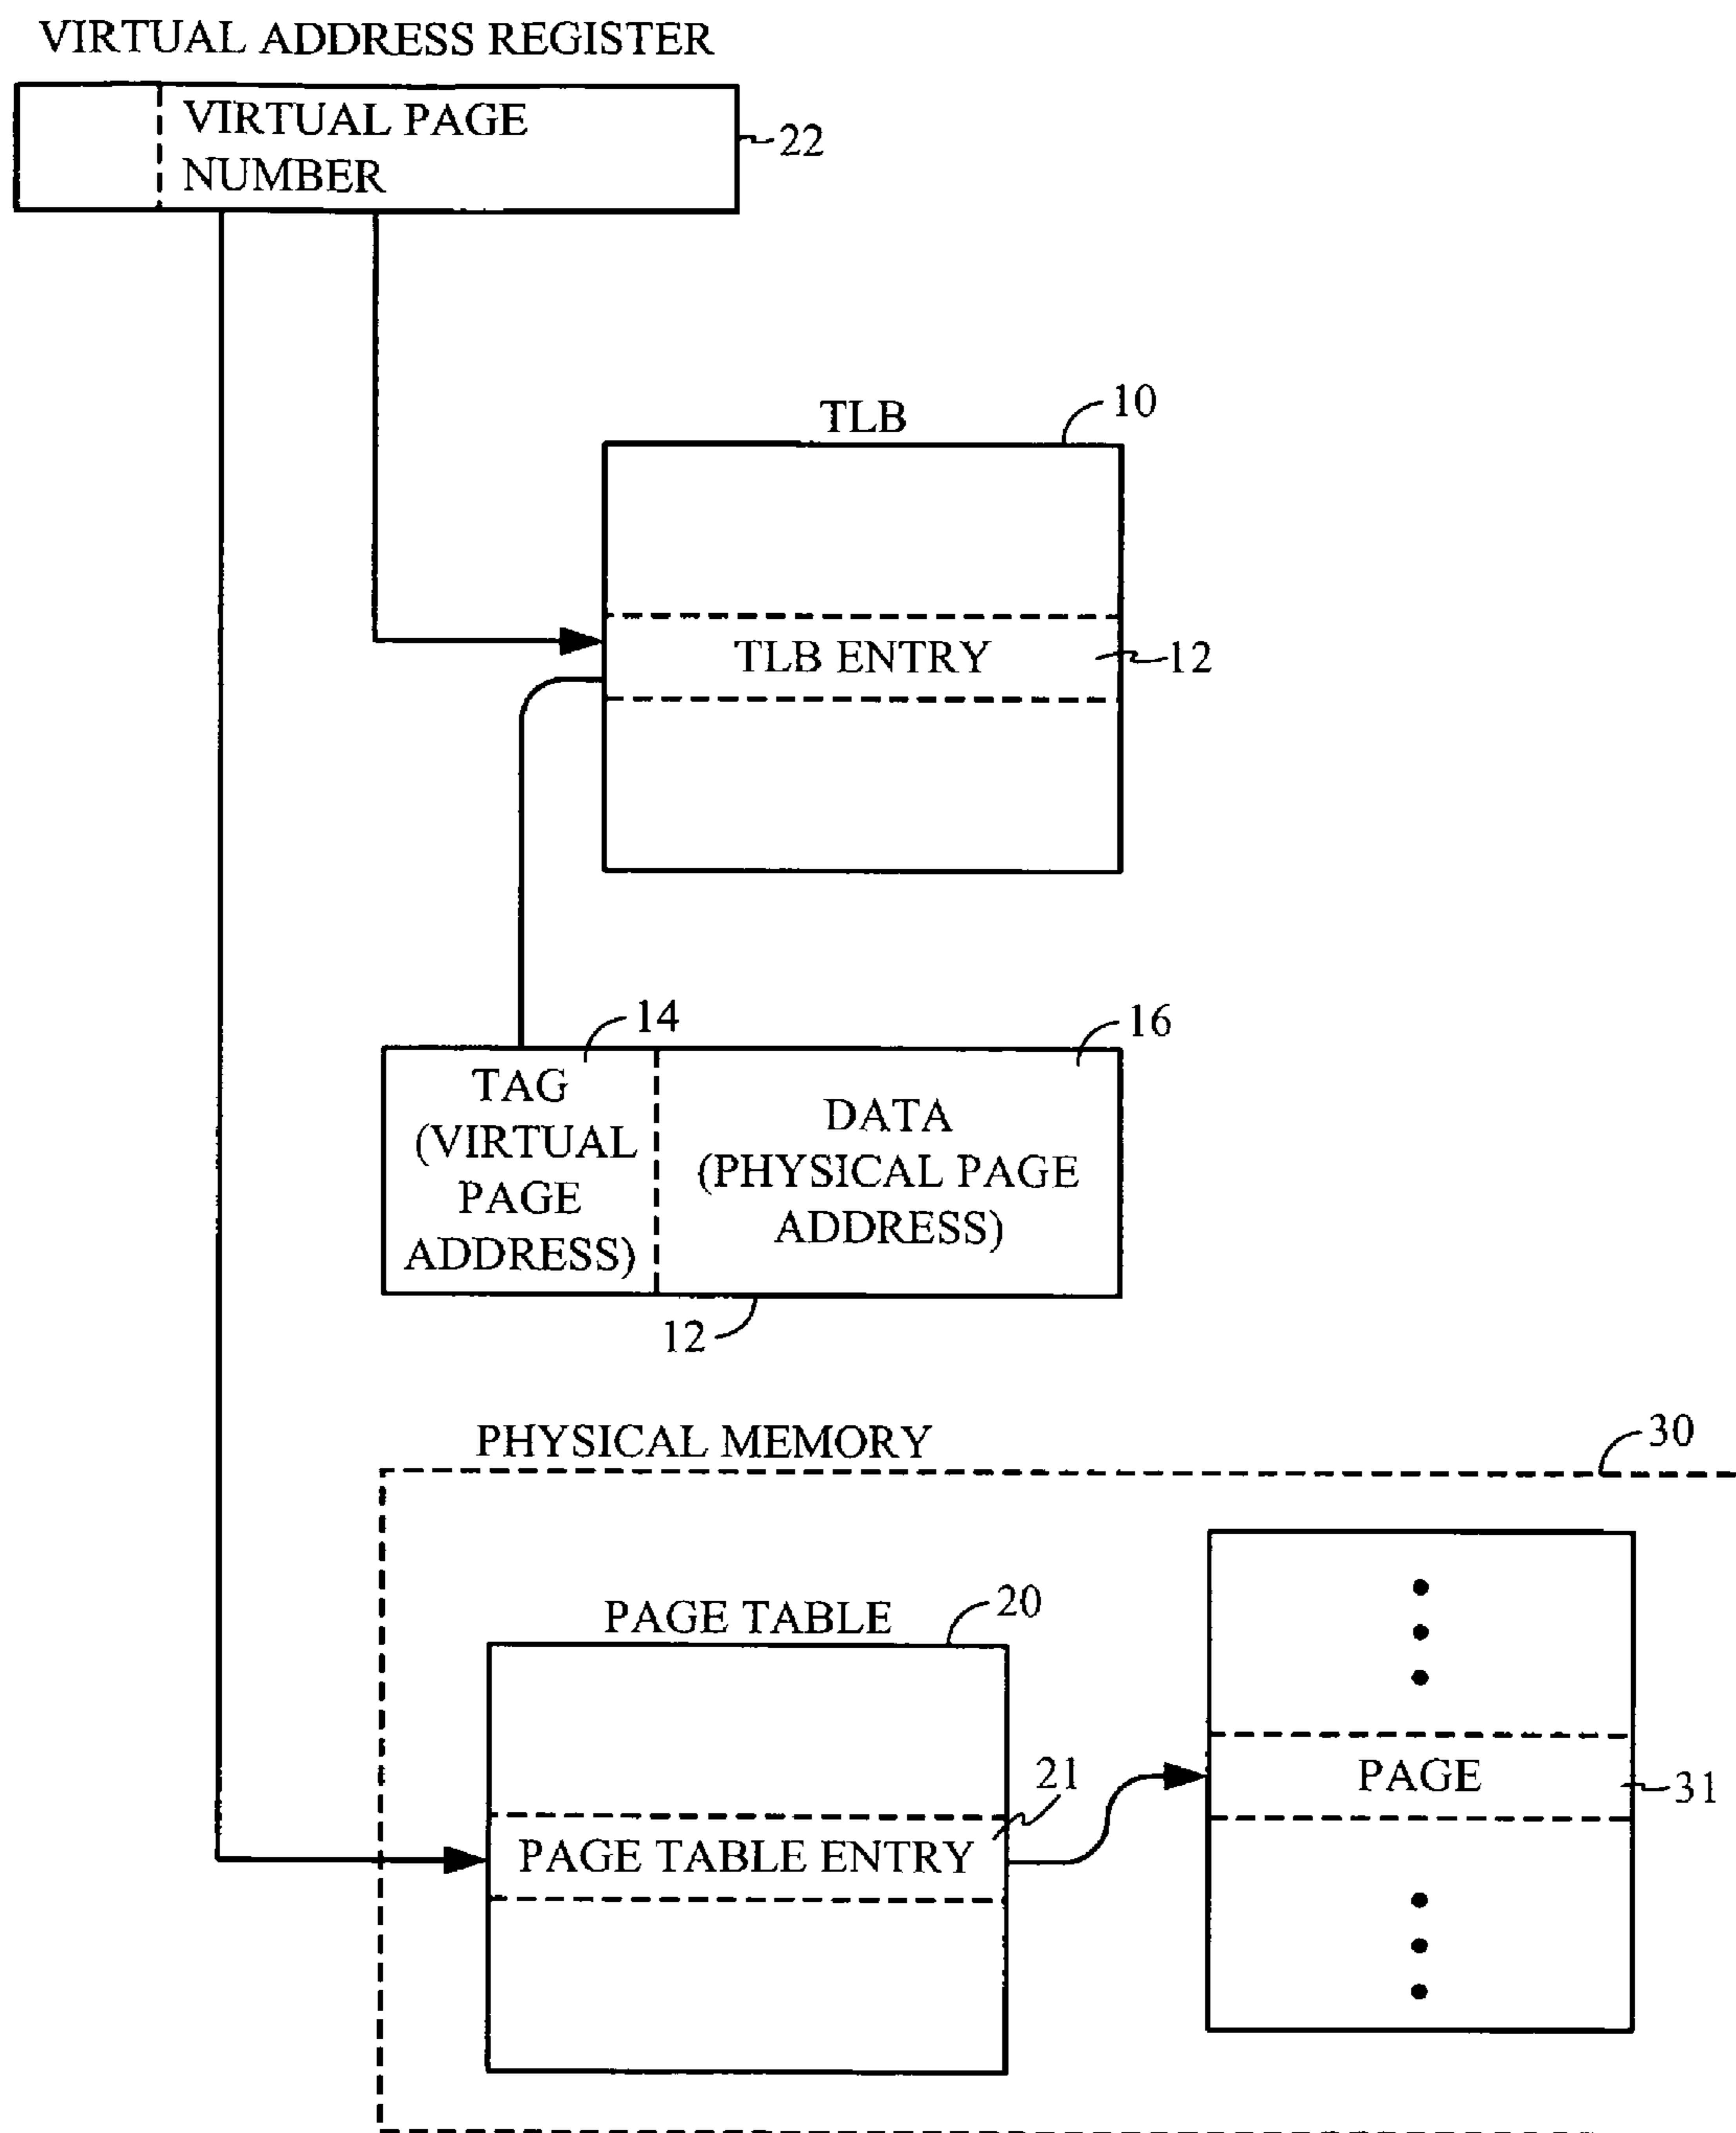 VIRTUAL ADDRESS REGISTER
VIRTUAL PAGE
NUMBER
22
TLB
10
TLB ENTRY
12
14
16
TAG
(VIRTUAL
PAGE
ADDRESS)
DATA
(PHYSICAL PAGE
ADDRESS)
12
PHYSICAL MEMORY
30
PAGE TABLE
20
21
PAGE TABLE ENTRY
PAGE
31